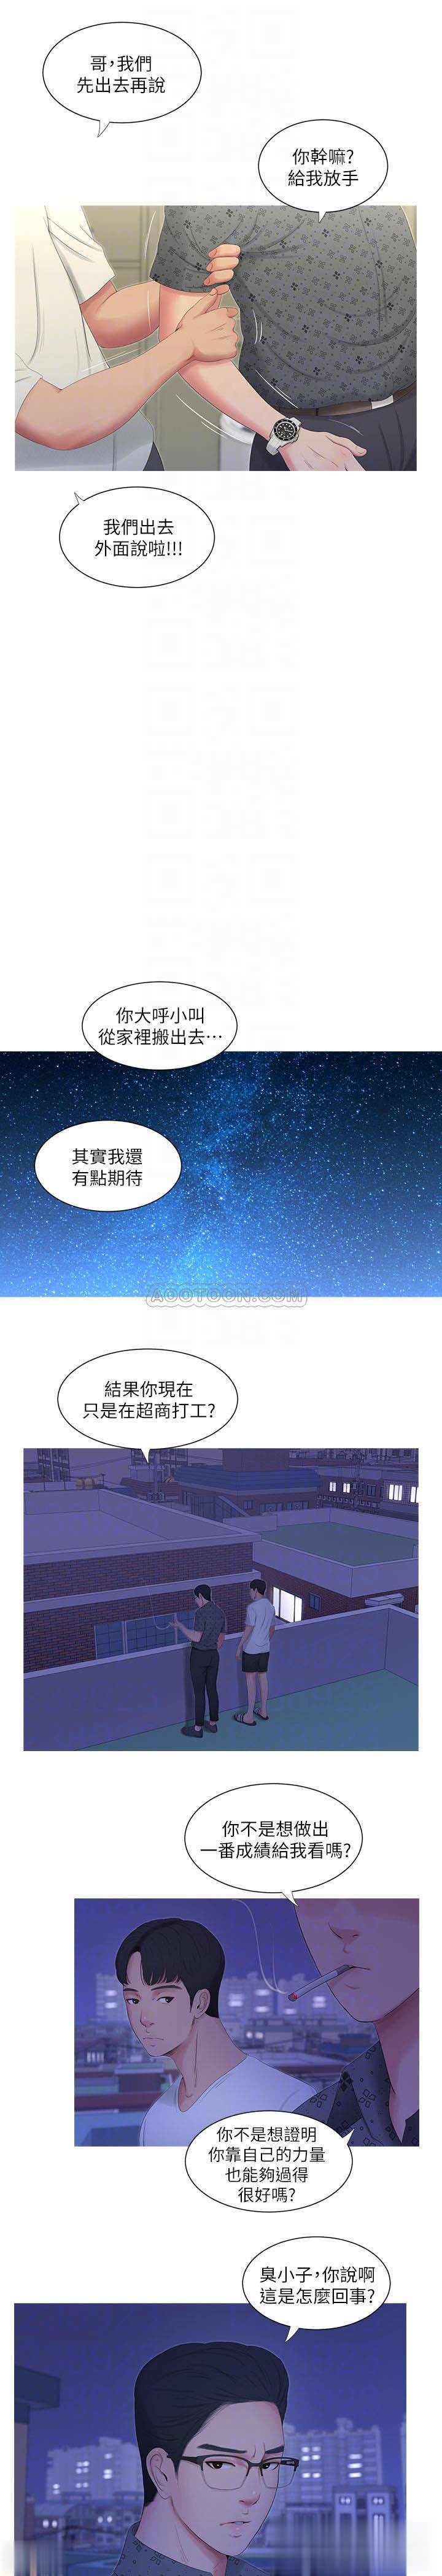 哥,我們
先出去再說
你幹嘛?
給我放手
我們出去
外面說啦!!!
你大呼小叫
從家裡搬出去⋯
其實我還
有點期待
結果你現在
只是在超商打工?
你不是想做出
一番成績給我看嗎?
你不是想證明
你靠自己的力量
也能夠過得
很好嗎?
臭小子,你說啊
這是怎麼回事?